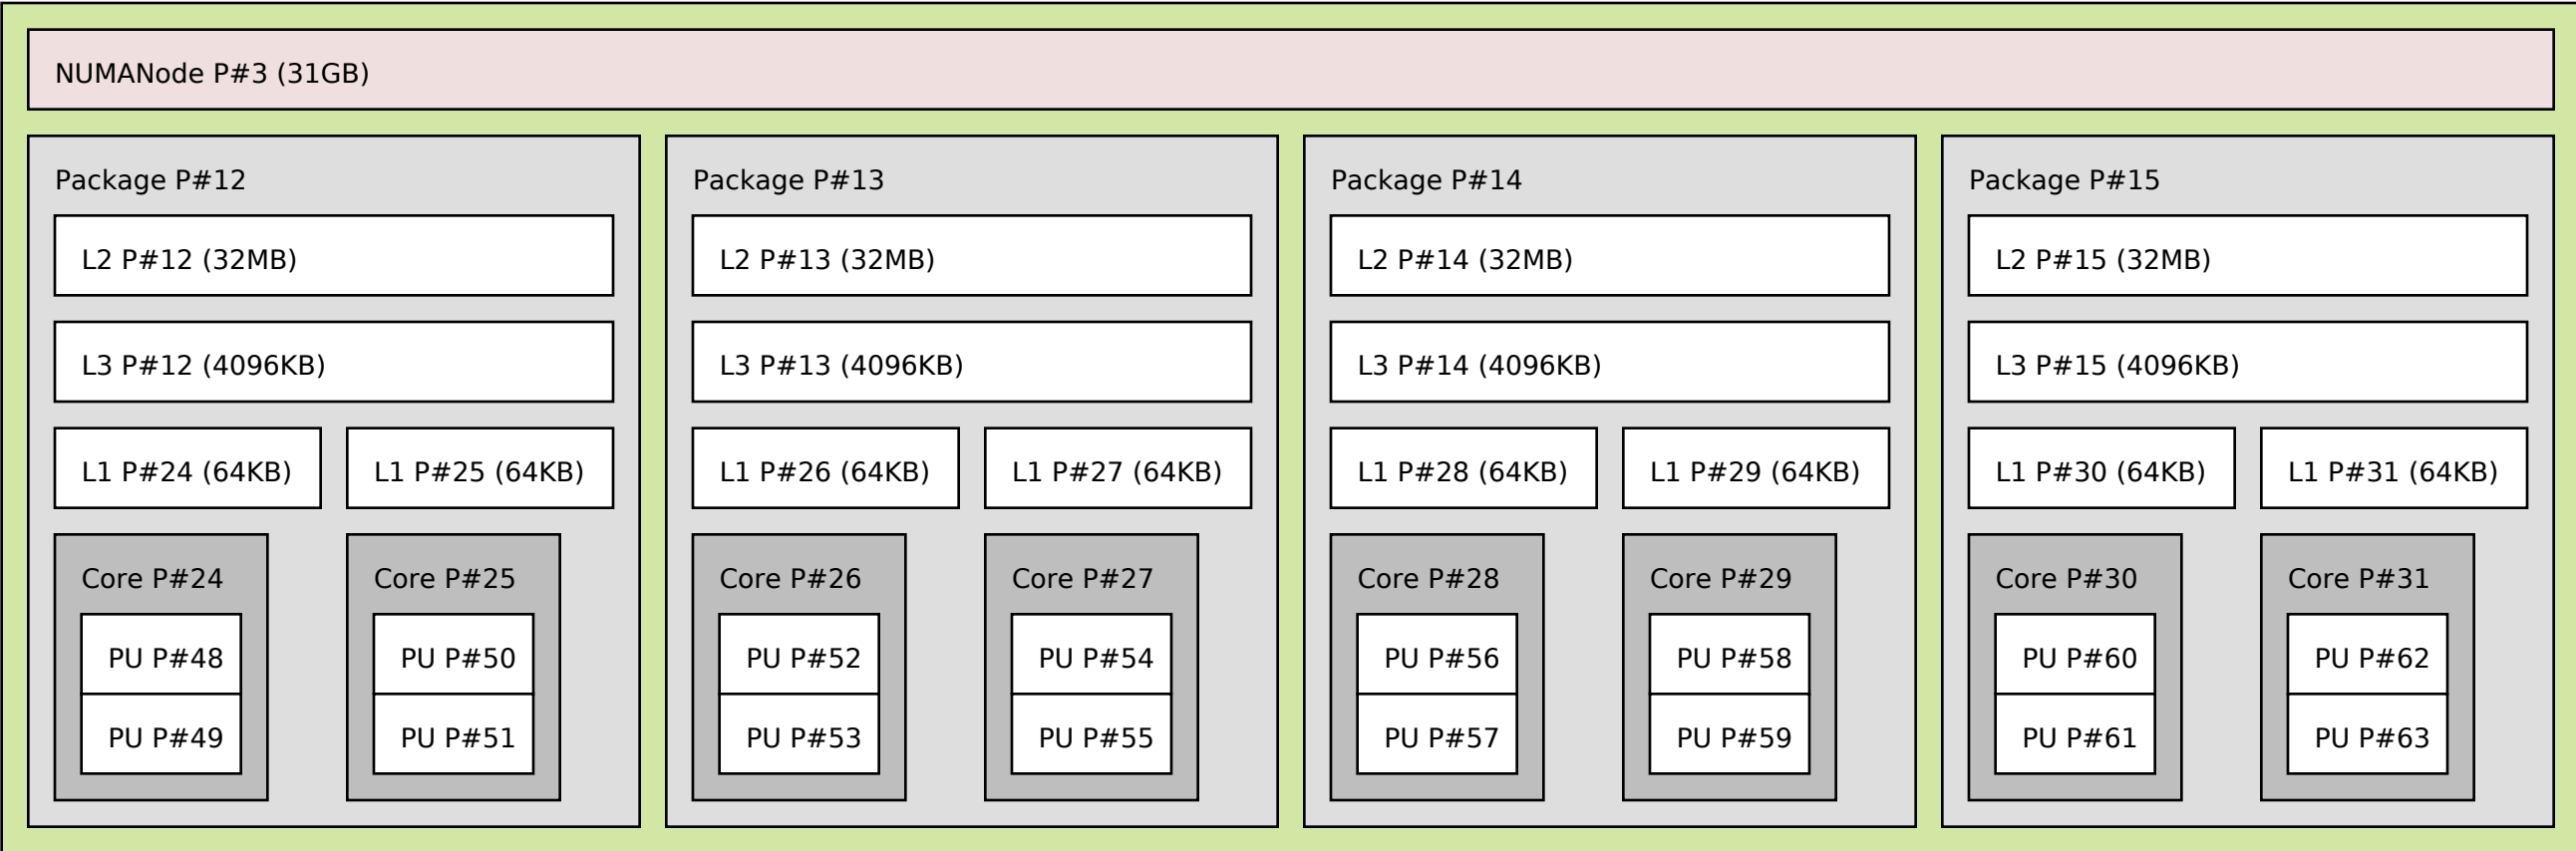 NUMANode P#3 (31GB)
Package P#12
L2 P#12 (32MB)
L3 P#12 (4096KB)
L1 P#24 (64KB)
L1 P#25 (64KB)
Core P#24
PU P#48
PU P#49
Core P#25
PU P#50
PU P#51
Package P#13
L2 P#13 (32MB)
L3 P#13 (4096KB)
L1 P#26 (64KB)
L1 P#27 (64KB)
Core P#26
PU P#52
PU P#53
Core P#27
PU P#54
PU P#55
Package P#14
L2 P#14 (32MB)
L3 P#14 (4096KB)
L1 P#28 (64KB)
L1 P#29 (64KB)
Core P#28
PU P#56
PU P#57
Core P#29
PU P#58
PU P#59
Package P#15
L2 P#15 (32MB)
L3 P#15 (4096KB)
L1 P#30 (64KB)
L1 P#31 (64KB)
Core P#30
PU P#60
PU P#61
Core P#31
PU P#62
PU P#63